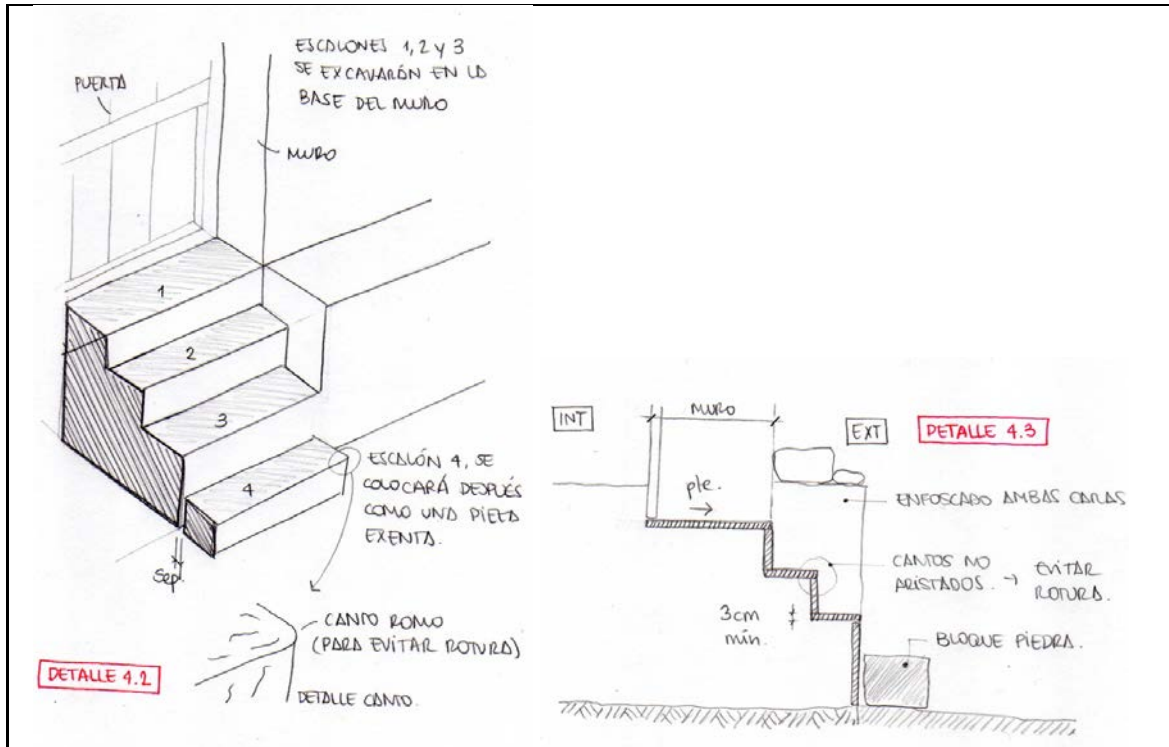 ESCALONES 1, 2 Y 3
SE EXCAVARÁN EN LA
BASE DEL MURO
PUERTA
MURO
1
2
3
4
ESCALÓN 4, SE
COLOCARÁ DESPUÉS
COMO UNA PIEZA
EXENTA.
Sep.
CANTO ROMO
(PARA EVITAR ROTURA)
DETALLE 4.2
DETALLE CANTO.
INT
MURO
EXT
DETALLE 4.3
pte.
ENFOSCADO AMBAS CARAS
CANTOS NO
ARISTADOS. → EVITAR
ROTURA.
3cm
mín.
BLOQUE PIEDRA.